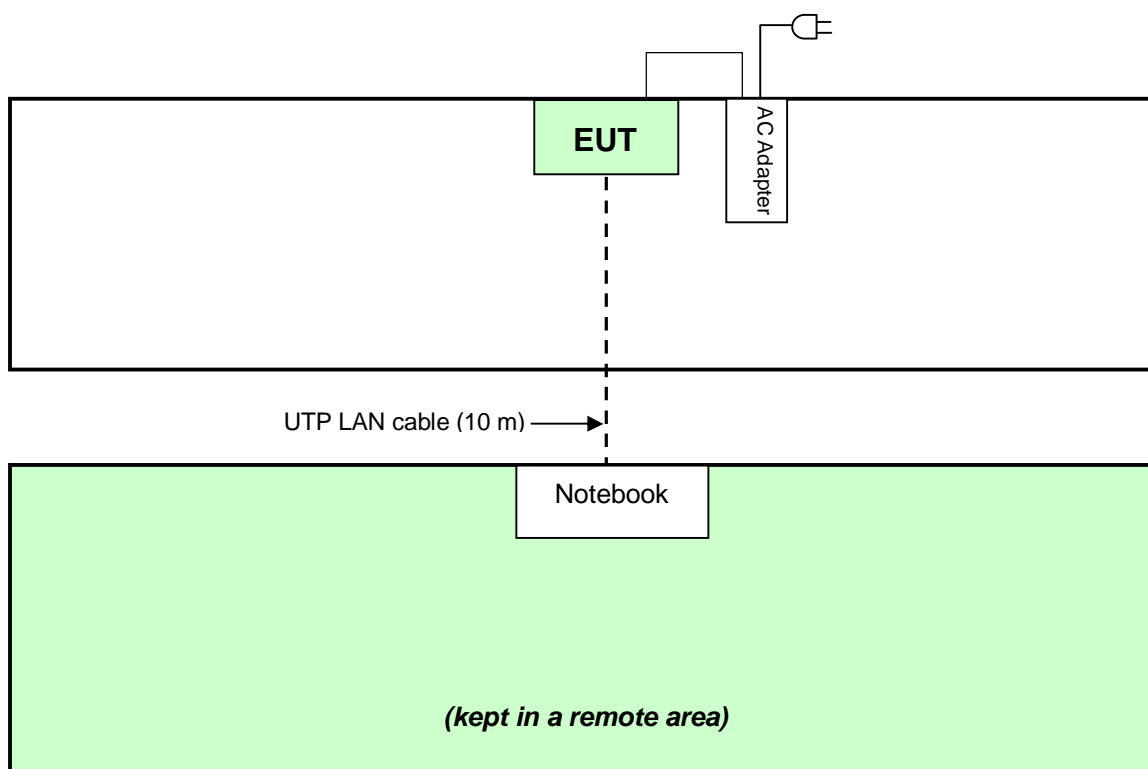 EUT
AC Adapter
UTP LAN cable (10 m)
Notebook
(kept in a remote area)